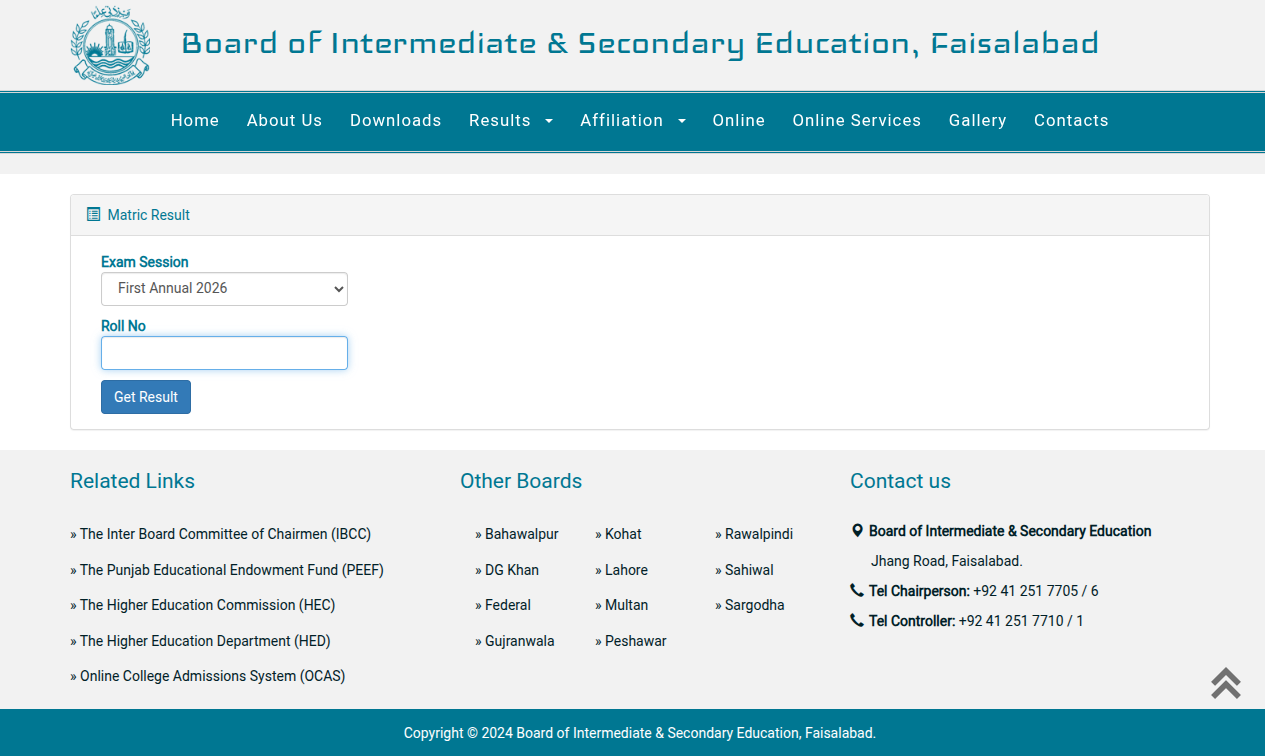 Board of Intermediate & Secondary Education, Faisalabad
Home About Us Downloads Results Affiliation Online Online Services Gallery Contacts
Matric Result
Exam Session
First Annual 2026
Roll No
Get Result
Related Links
» The Inter Board Committee of Chairmen (IBCC)
» The Punjab Educational Endowment Fund (PEEF)
» The Higher Education Commission (HEC)
» The Higher Education Department (HED)
» Online College Admissions System (OCAS)
Other Boards
» Bahawalpur » Kohat » Rawalpindi
» DG Khan » Lahore » Sahiwal
» Federal » Multan » Sargodha
» Gujranwala » Peshawar
Contact us
Board of Intermediate & Secondary Education
Jhang Road, Faisalabad.
Tel Chairperson: +92 41 251 7705 / 6
Tel Controller: +92 41 251 7710 / 1
Copyright © 2024 Board of Intermediate & Secondary Education, Faisalabad.